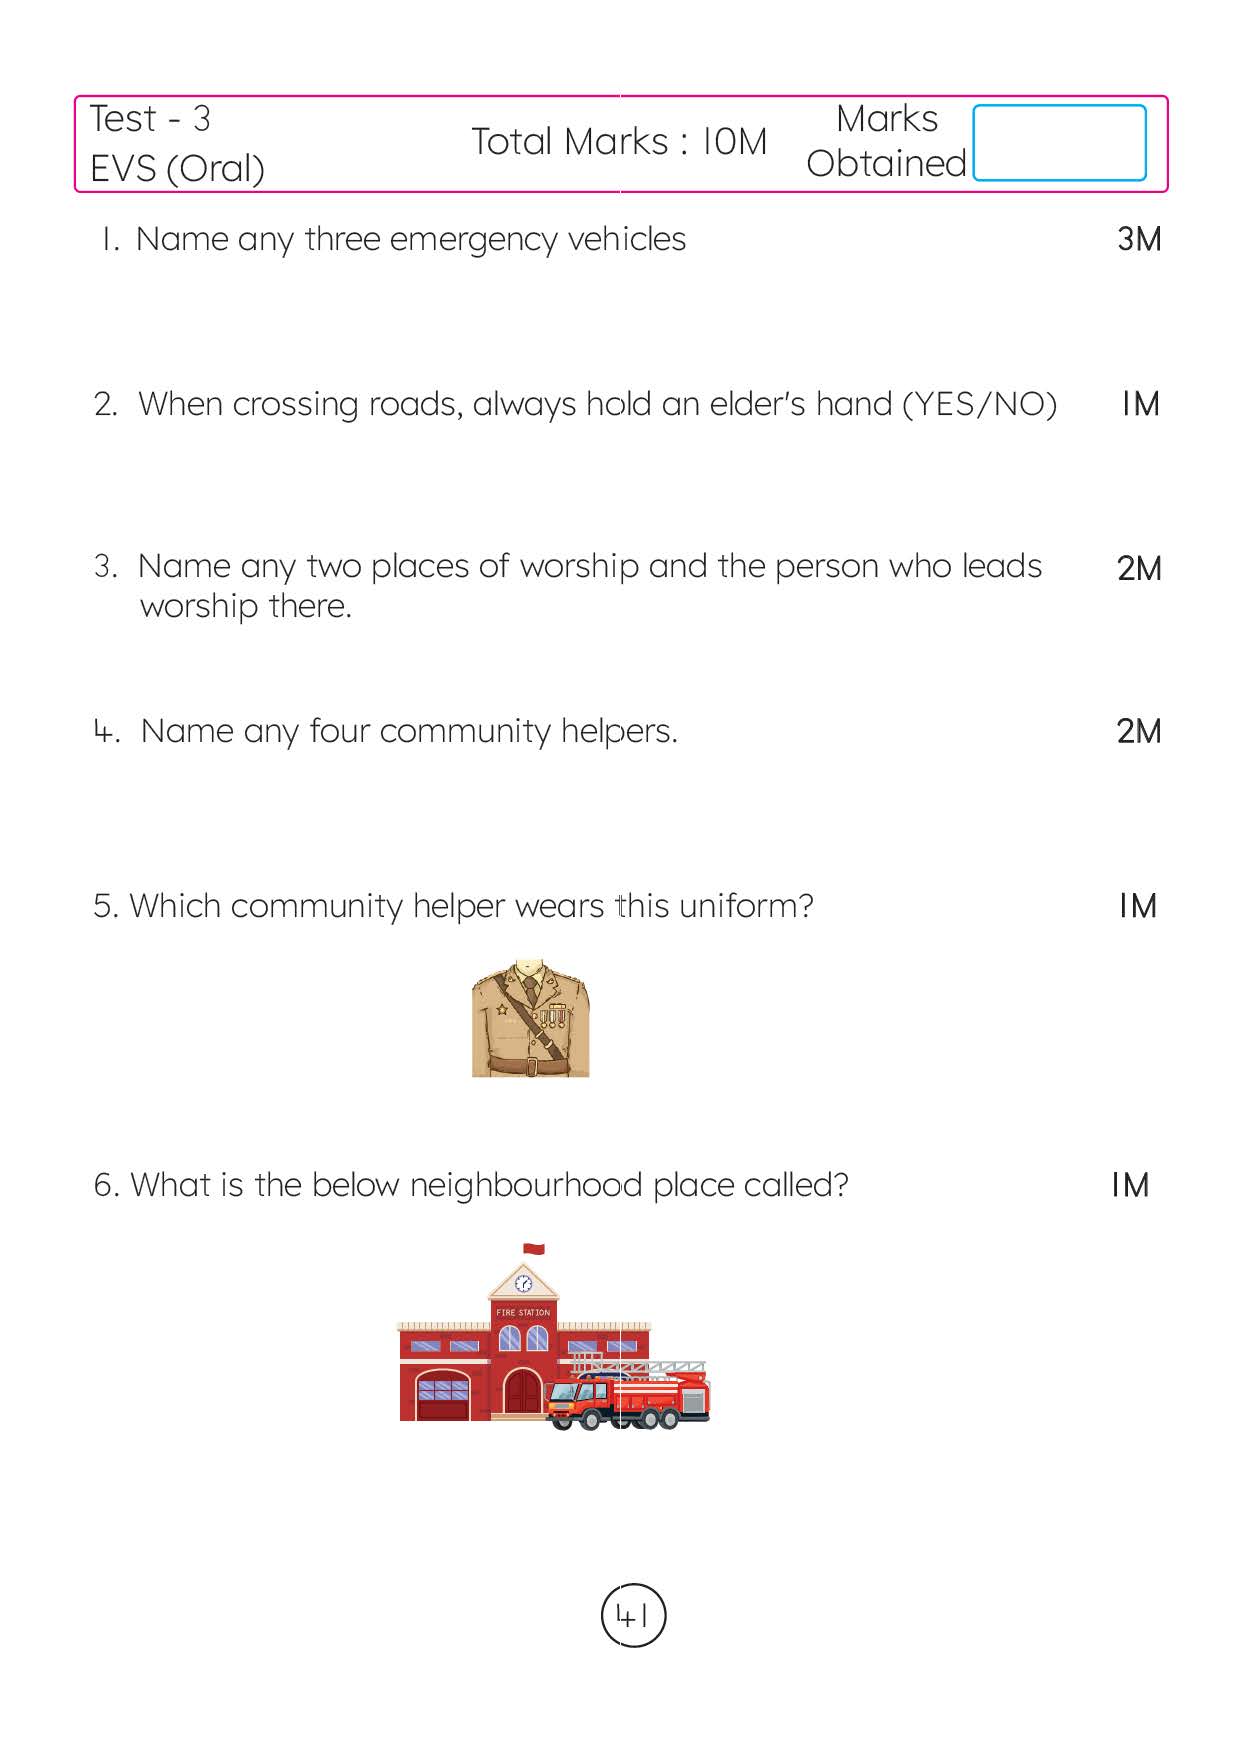 Test - 3
EVS (Oral)
Total Marks : 10M
Marks
Obtained
1. Name any three emergency vehicles 3M
2. When crossing roads, always hold an elder's hand (YES/NO) 1M
3. Name any two places of worship and the person who leads 2M
worship there.
4. Name any four community helpers. 2M
5. Which community helper wears this uniform? 1M
6. What is the below neighbourhood place called? 1M
FIRE STATION
41